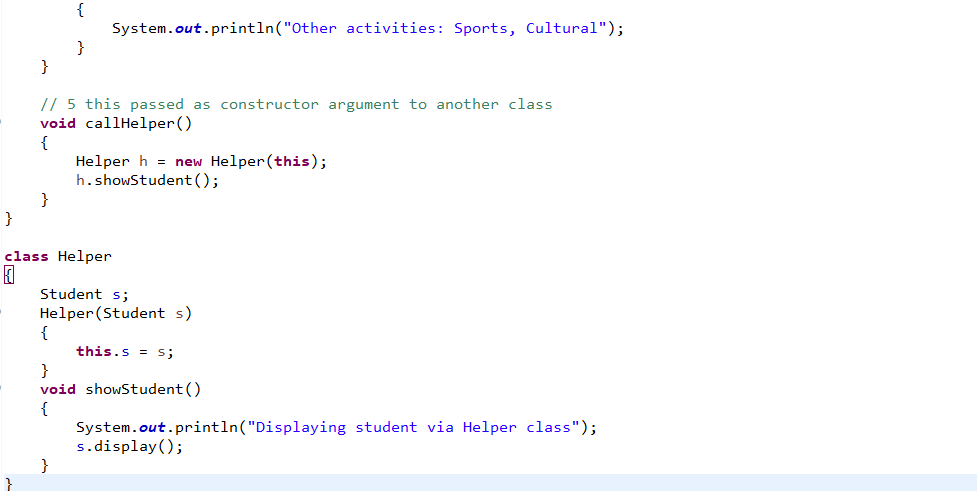 {
            System.out.println("Other activities: Sports, Cultural");
        }
    }

    // 5 this passed as constructor argument to another class
    void callHelper()
    {
        Helper h = new Helper(this);
        h.showStudent();
    }
}

class Helper
{
    Student s;
    Helper(Student s)
    {
        this.s = s;
    }
    void showStudent()
    {
        System.out.println("Displaying student via Helper class");
        s.display();
    }
}